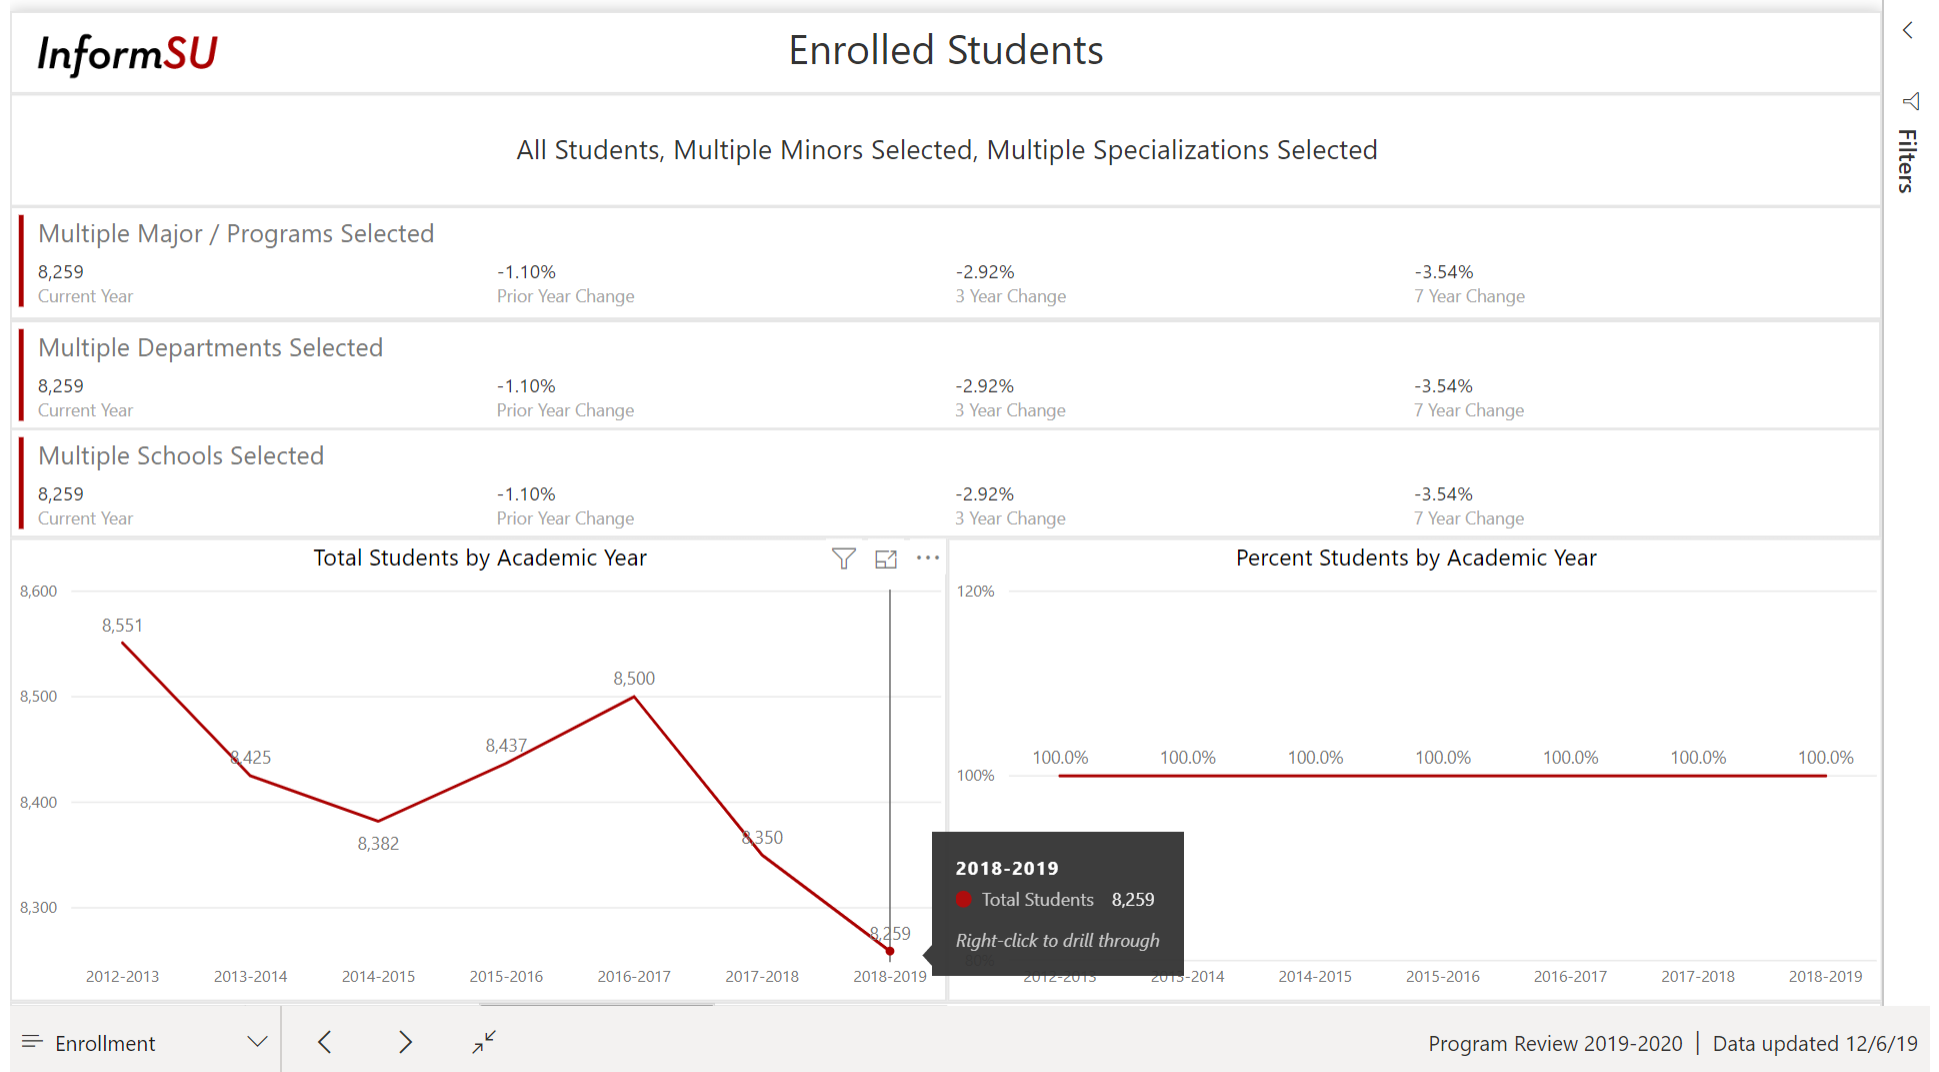 InformSU
Enrolled Students
Filters
All Students, Multiple Minors Selected, Multiple Specializations Selected
Multiple Major / Programs Selected
8,259 -1.10% -2.92% -3.54%
Current Year Prior Year Change 3 Year Change 7 Year Change
Multiple Departments Selected
8,259 -1.10% -2.92% -3.54%
Current Year Prior Year Change 3 Year Change 7 Year Change
Multiple Schools Selected
8,259 -1.10% -2.92% -3.54%
Current Year Prior Year Change 3 Year Change 7 Year Change
Total Students by Academic Year
8,600
8,551
8,500
8,500
8,437
8,425
8,400
8,382
8,350
8,300
8,259
2012-2013 2013-2014 2014-2015 2015-2016 2016-2017 2017-2018 2018-2019
Percent Students by Academic Year
120%
100.0% 100.0% 100.0% 100.0% 100.0% 100.0% 100.0%
100%
2018-2019
Total Students 8,259
Right-click to drill through
80%
2012-2013 2013-2014 2014-2015 2015-2016 2016-2017 2017-2018 2018-2019
Enrollment
Program Review 2019-2020 | Data updated 12/6/19